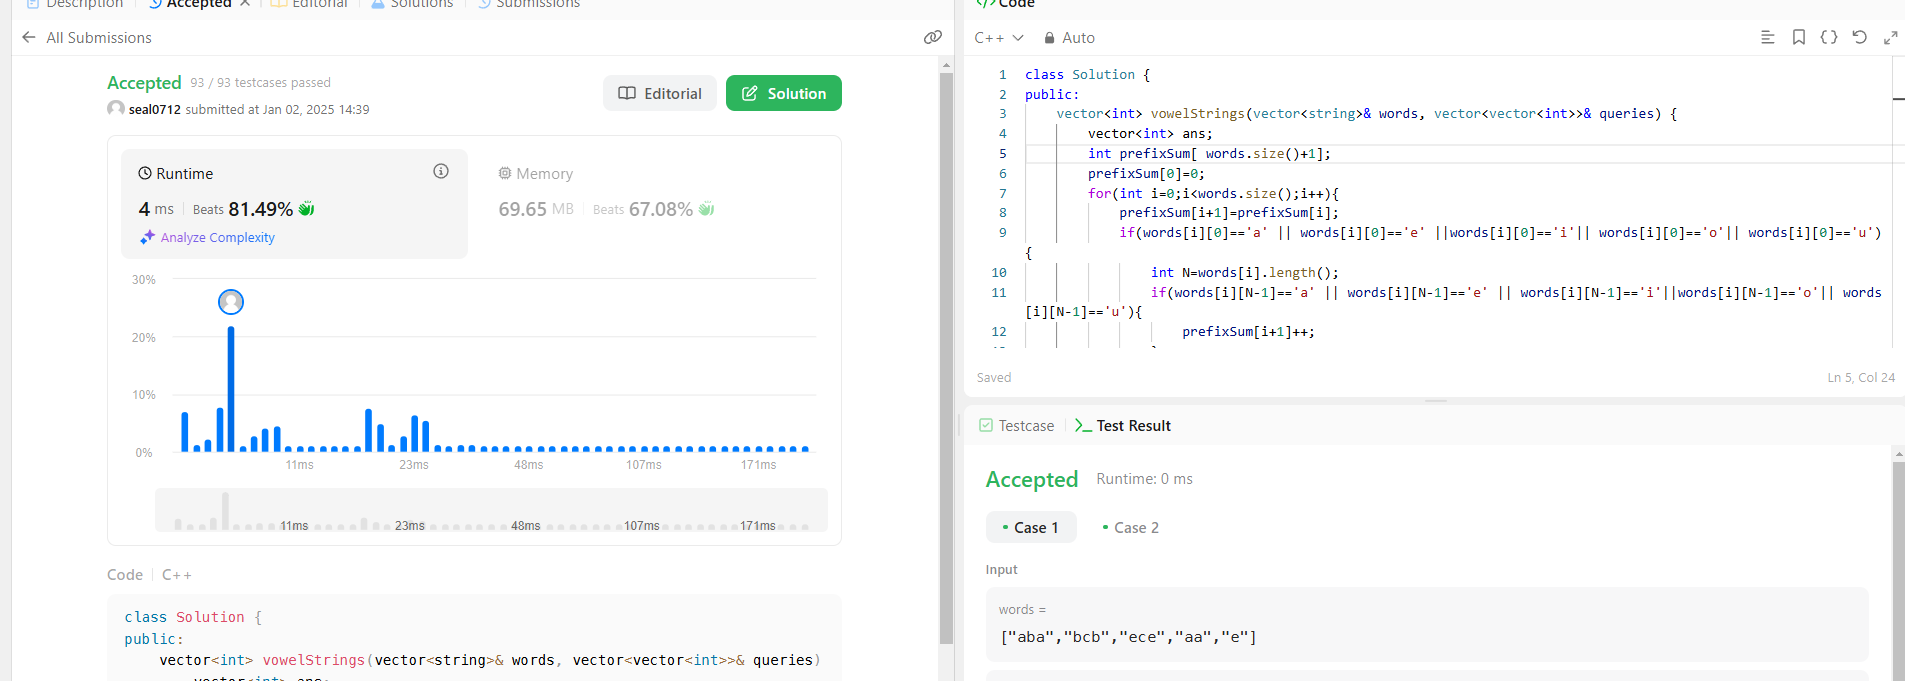 Description
Accepted
Editorial
Solutions
Submissions
All Submissions
Accepted 93 / 93 testcases passed
seal0712 submitted at Jan 02, 2025 14:39
Editorial
Solution
Runtime
4 ms Beats 81.49%
Analyze Complexity
Memory
69.65 MB Beats 67.08%
30%
20%
10%
0%
11ms 23ms 48ms 107ms 171ms
11ms 23ms 48ms 107ms 171ms
Code C++
class Solution {
public:
vector<int> vowelStrings(vector<string>& words, vector<vector<int>>& queries)
vector<int> ans;
</> Code
C++ Auto
1 class Solution {
2 public:
3 vector<int> vowelStrings(vector<string>& words, vector<vector<int>>& queries) {
4 vector<int> ans;
5 int prefixSum[ words.size()+1];
6 prefixSum[0]=0;
7 for(int i=0;i<words.size();i++){
8 prefixSum[i+1]=prefixSum[i];
9 if(words[i][0]=='a' || words[i][0]=='e' ||words[i][0]=='i'|| words[i][0]=='o'|| words[i][0]=='u')
{
10 int N=words[i].length();
11 if(words[i][N-1]=='a' || words[i][N-1]=='e' || words[i][N-1]=='i'||words[i][N-1]=='o'|| words
[i][N-1]=='u'){
12 prefixSum[i+1]++;
Saved
Ln 5, Col 24
Testcase
Test Result
Accepted Runtime: 0 ms
Case 1
Case 2
Input
words =
["aba","bcb","ece","aa","e"]